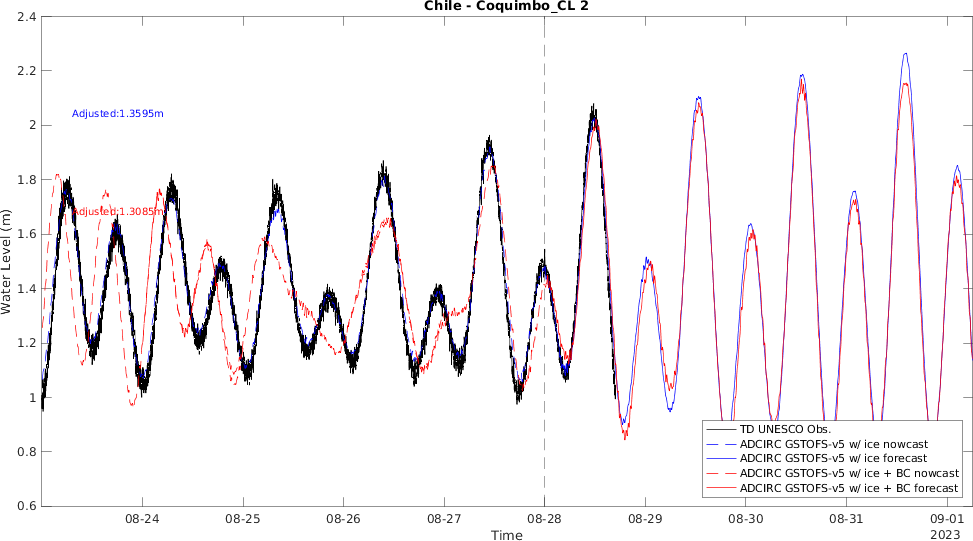 Chile - Coquimbo_CL 2
2.4
2.2
2
1.8
1.6
1.4
1.2
1
0.8
0.6
Water Level (m)
Adjusted:1.3595m
Adjusted:1.3085m
TD UNESCO Obs.
ADCIRC GSTOFS-v5 w/ ice nowcast
ADCIRC GSTOFS-v5 w/ ice forecast
ADCIRC GSTOFS-v5 w/ ice + BC nowcast
ADCIRC GSTOFS-v5 w/ ice + BC forecast
08-24 08-25 08-26 08-27 08-28 08-29 08-30 08-31 09-01
2023
Time